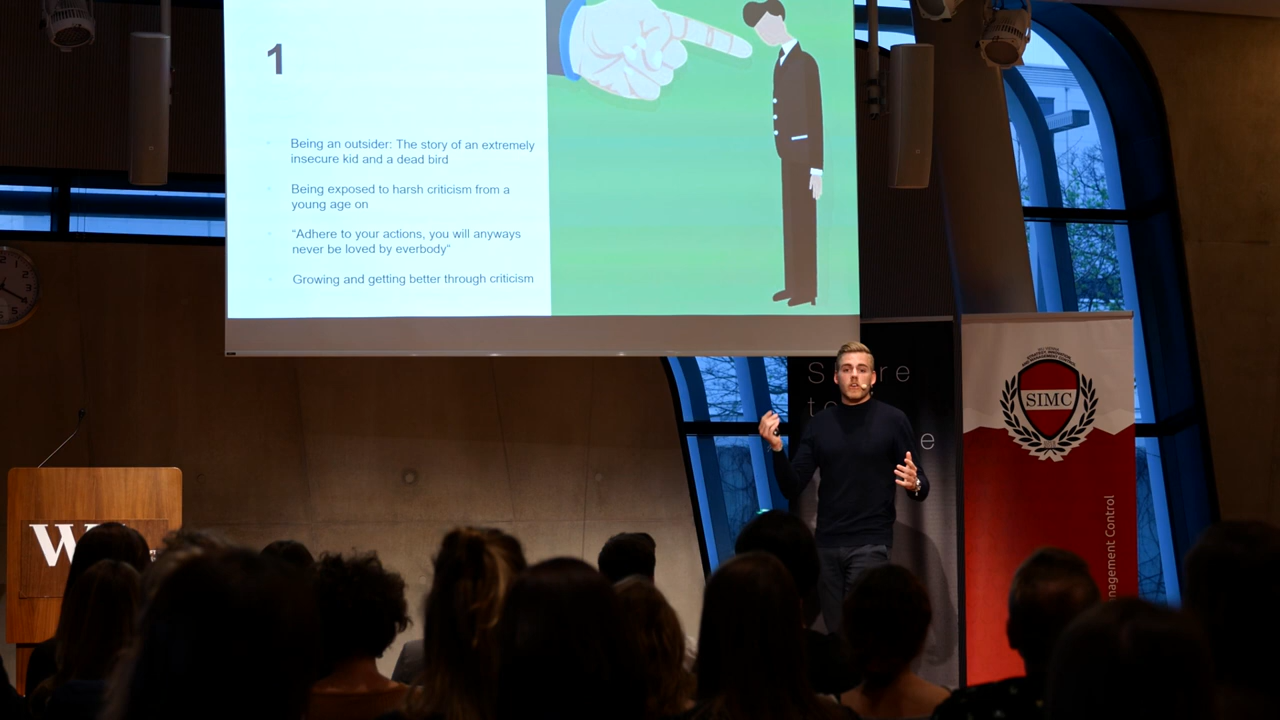 1
Being an outsider: The story of an extremely
insecure kid and a dead bird
Being exposed to harsh criticism from a
young age on
“Adhere to your actions, you will anyways
never be loved by everbody“
Growing and getting better through criticism
SIMC
nagement Control
W